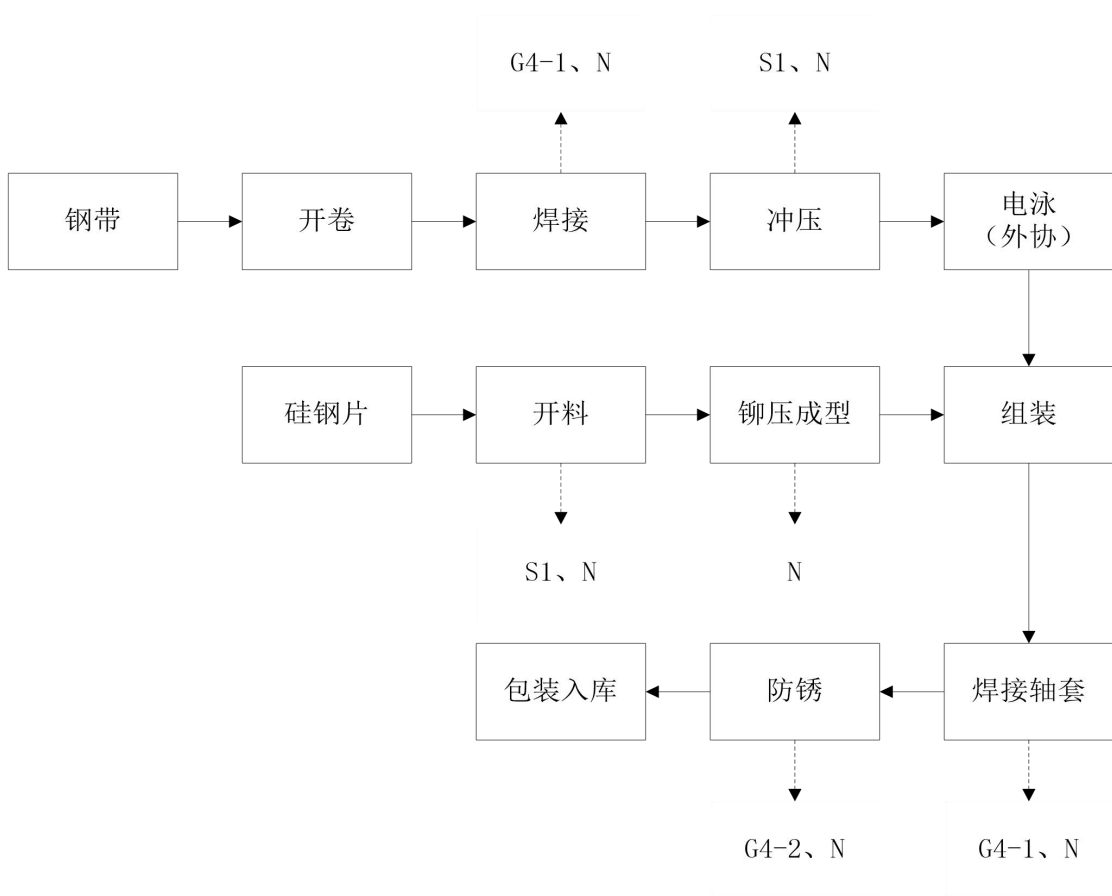 G4-1、N
S1、N
钢带
开卷
焊接
冲压
电泳
（外协）
硅钢片
开料
铆压成型
组装
S1、N
N
包装入库
防锈
焊接轴套
G4-2、N
G4-1、N